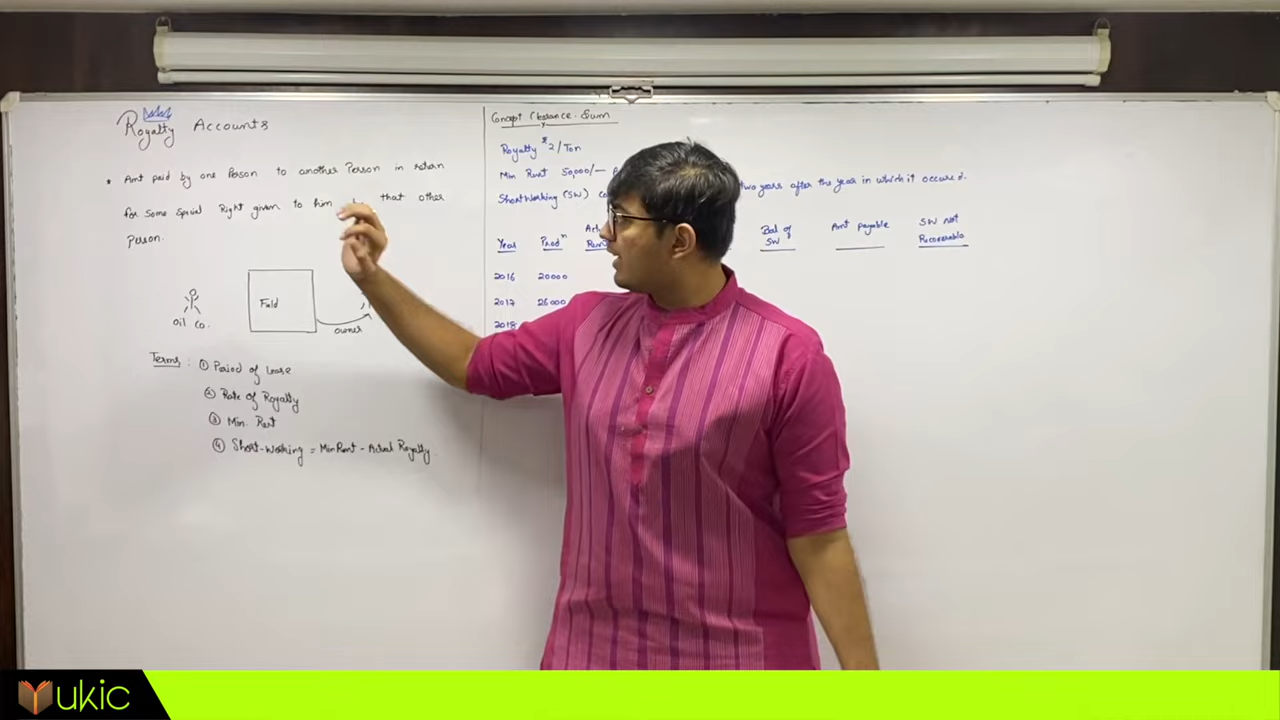 Royalty Accounts
* Amt paid by one Person to another Person in return
for some special Right given to him that other
Person.
Field
Oil Co.
owner
Terms : ① Period of Lease
② Rate of Royalty
③ Min. Rent
④ Short-Working = Min Rent - Actual Royalty
Concept Clearance Sum
Royalty ₹ 2/Ton
Min Rent 50,000/-
ShortWorking (SW) two years after the year in which it occured.
Year Prodⁿ Bal of SW Amt payable SW not Recoverable
2016 20000
2017 26000
2018
Yukic